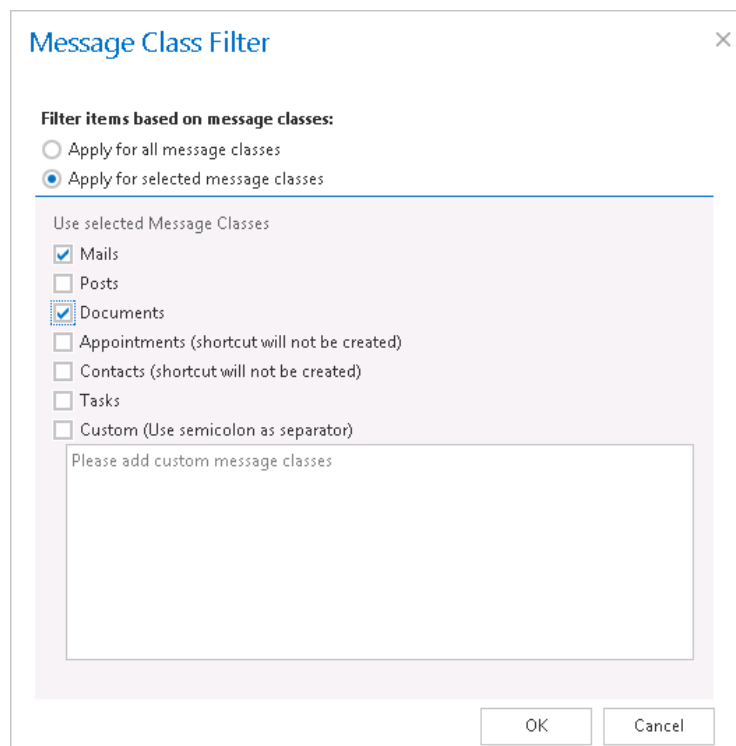 Message Class Filter
Filter items based on message classes:
Apply for all message classes
Apply for selected message classes
Use selected Message Classes
Mails
Posts
Documents
Appointments (shortcut will not be created)
Contacts (shortcut will not be created)
Tasks
Custom (Use semicolon as separator)
Please add custom message classes
OK
Cancel